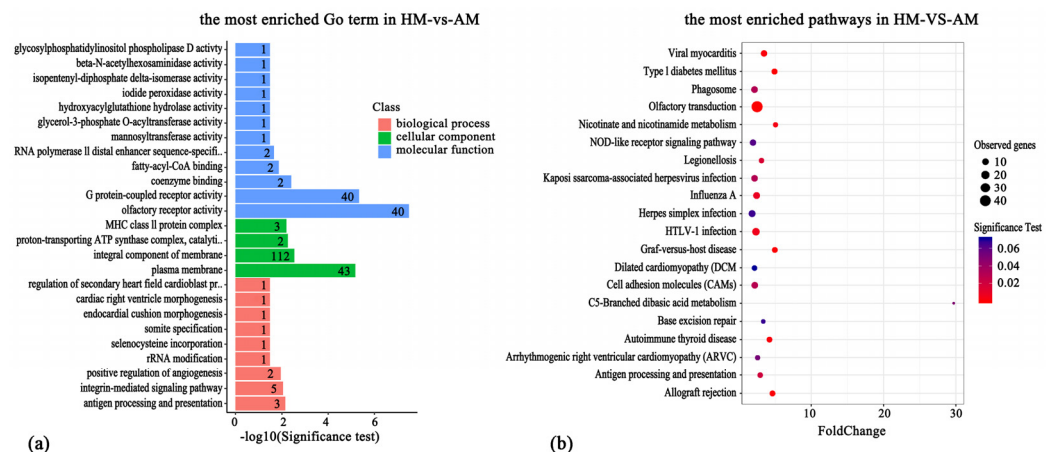 the most enriched Go term in HM-vs-AM
glycosylphosphatidylinositol phospholipase D activity 1
beta-N-acetylhexosaminidase activity 1
isopentenyl-diphosphate delta-isomerase activity 1
iodide peroxidase activity 1
hydroxyacylglutathione hydrolase activity 1
glycerol-3-phosphate O-acyltransferase activity 1
mannosyltransferase activity 1
RNA polymerase ll distal enhancer sequence-specifi.. 2
fatty-acyl-CoA binding 2
coenzyme binding 2
G protein-coupled receptor activity 40
olfactory receptor activity 40
MHC class ll protein complex 3
proton-transporting ATP synthase complex, catalyti.. 2
integral component of membrane 112
plasma membrane 43
regulation of secondary heart field cardioblast pr.. 1
cardiac right ventricle morphogenesis 1
endocardial cushion morphogenesis 1
somite specification 1
selenocysteine incorporation 1
rRNA modification 1
positive regulation of angiogenesis 2
integrin-mediated signaling pathway 5
antigen processing and presentation 3
0 2 4 6 8
-log10(Significance test)
(a)
Class
biological process
cellular component
molecular function
the most enriched pathways in HM-VS-AM
Viral myocarditis
Type l diabetes mellitus
Phagosome
Olfactory transduction
Nicotinate and nicotinamide metabolism
NOD-like receptor signaling pathway
Legionellosis
Kaposi ssarcoma-associated herpesvirus infection
Influenza A
Herpes simplex infection
HTLV-1 infection
Graf-versus-host disease
Dilated cardiomyopathy (DCM
Cell adhesion molecules (CAMs)
C5-Branched dibasic acid metabolism
Base excision repair
Autoimmune thyroid disease
Arrhythmogenic right ventricular cardiomyopathy (ARVC)
Antigen processing and presentation
Allograft rejection
10 20 30
FoldChange
(b)
Observed genes
10
20
30
40
Significance Test
0.06
0.04
0.02